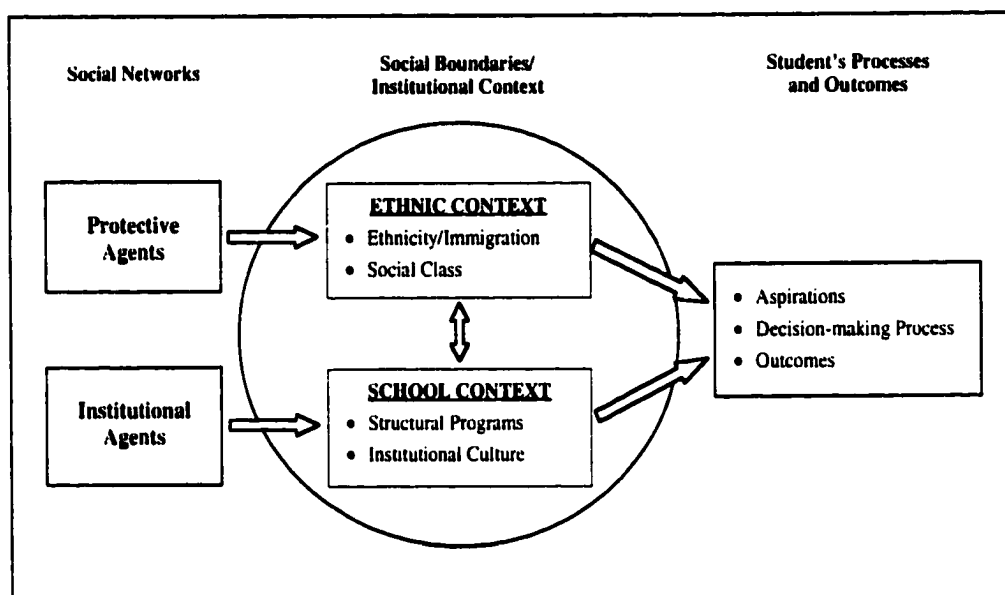 Social Networks
Social Boundaries/
Institutional Context
Student's Processes
and Outcomes
Protective
Agents
ETHNIC CONTEXT
• Ethnicity/Immigration
• Social Class
Institutional
Agents
SCHOOL CONTEXT
• Structural Programs
• Institutional Culture
• Aspirations
• Decision-making Process
• Outcomes